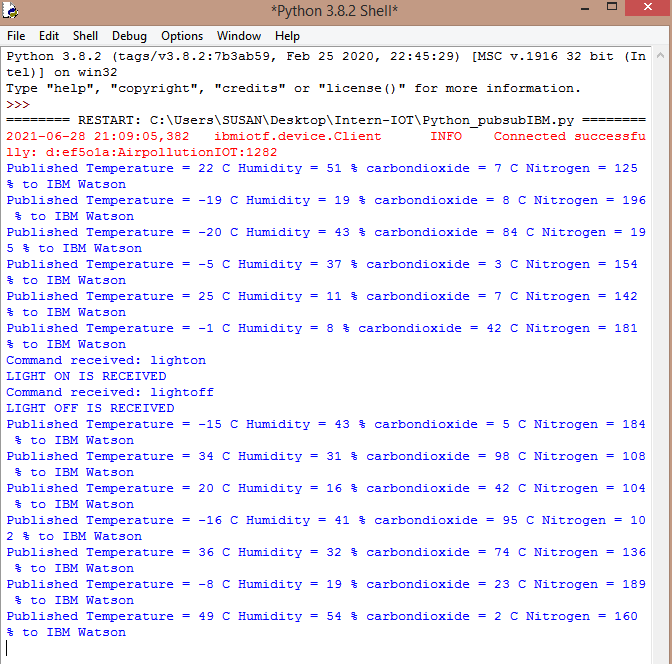 *Python 3.8.2 Shell*
File Edit Shell Debug Options Window Help
Python 3.8.2 (tags/v3.8.2:7b3ab59, Feb 25 2020, 22:45:29) [MSC v.1916 32 bit (In
tel)] on win32
Type "help", "copyright", "credits" or "license()" for more information.
>>>
======== RESTART: C:\Users\SUSAN\Desktop\Intern-IOT\Python_pubsubIBM.py ========
2021-06-28 21:09:05,382   ibmiotf.device.Client      INFO    Connected successfu
lly: d:ef5o1a:AirpollutionIOT:1282
Published Temperature = 22 C Humidity = 51 % carbondioxide = 7 C Nitrogen = 125
% to IBM Watson
Published Temperature = -19 C Humidity = 19 % carbondioxide = 8 C Nitrogen = 196
 % to IBM Watson
Published Temperature = -20 C Humidity = 43 % carbondioxide = 84 C Nitrogen = 19
5 % to IBM Watson
Published Temperature = -5 C Humidity = 37 % carbondioxide = 3 C Nitrogen = 154
% to IBM Watson
Published Temperature = 25 C Humidity = 11 % carbondioxide = 7 C Nitrogen = 142
% to IBM Watson
Published Temperature = -1 C Humidity = 8 % carbondioxide = 42 C Nitrogen = 181
% to IBM Watson
Command received: lighton
LIGHT ON IS RECEIVED
Command received: lightoff
LIGHT OFF IS RECEIVED
Published Temperature = -15 C Humidity = 43 % carbondioxide = 5 C Nitrogen = 184
 % to IBM Watson
Published Temperature = 34 C Humidity = 31 % carbondioxide = 98 C Nitrogen = 108
 % to IBM Watson
Published Temperature = 20 C Humidity = 16 % carbondioxide = 42 C Nitrogen = 104
 % to IBM Watson
Published Temperature = -16 C Humidity = 41 % carbondioxide = 95 C Nitrogen = 10
2 % to IBM Watson
Published Temperature = 36 C Humidity = 32 % carbondioxide = 74 C Nitrogen = 136
 % to IBM Watson
Published Temperature = -8 C Humidity = 19 % carbondioxide = 23 C Nitrogen = 189
 % to IBM Watson
Published Temperature = 49 C Humidity = 54 % carbondioxide = 2 C Nitrogen = 160
% to IBM Watson